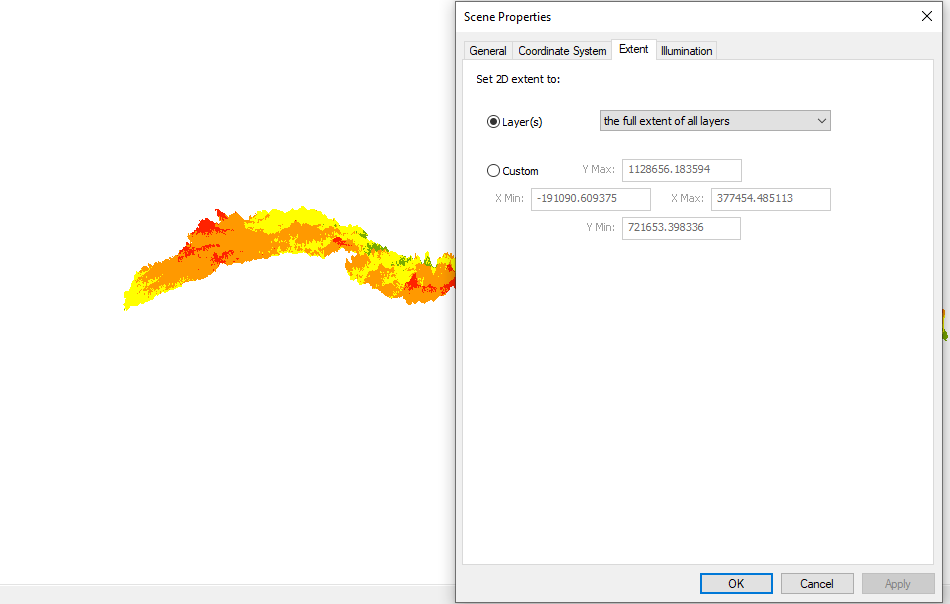 Scene Properties
General Coordinate System Extent Illumination
Set 2D extent to:
Layer(s) the full extent of all layers
Custom Y Max: 1128656.183594
X Min: -191090.609375 X Max: 377454.485113
Y Min: 721653.398336
OK Cancel Apply